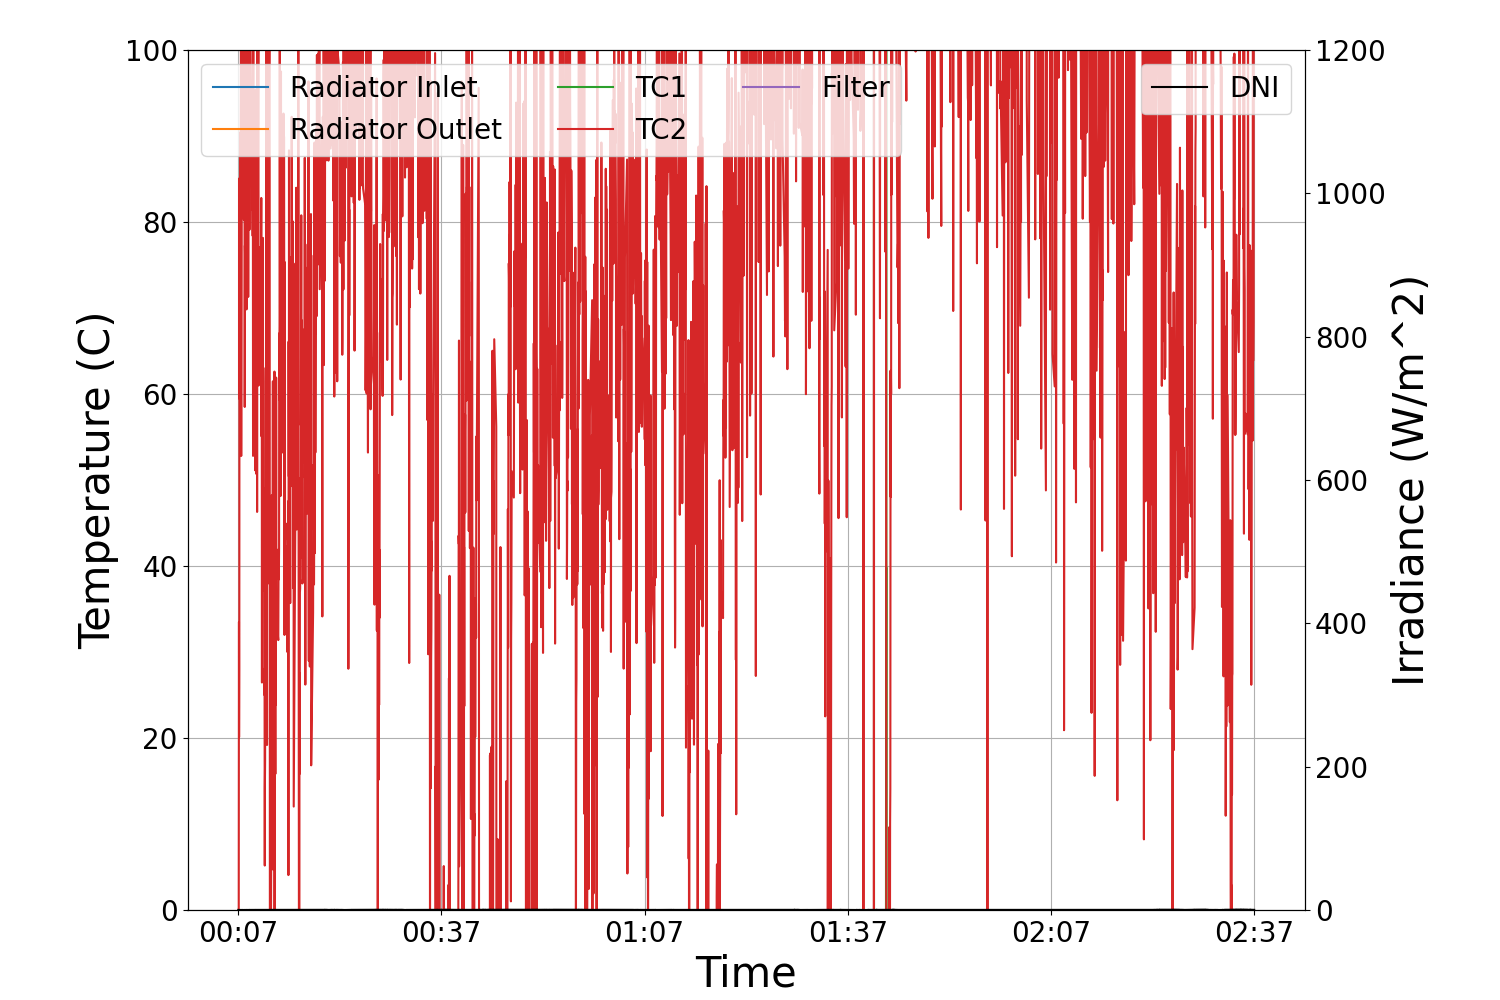 Radiator Inlet
Radiator Outlet
TC1
TC2
Filter
DNI
Temperature (C)
100
80
60
40
20
0
1200
1000
800
600
400
200
0
Irradiance (W/m^2)
00:07 00:37 01:07 01:37 02:07 02:37
Time